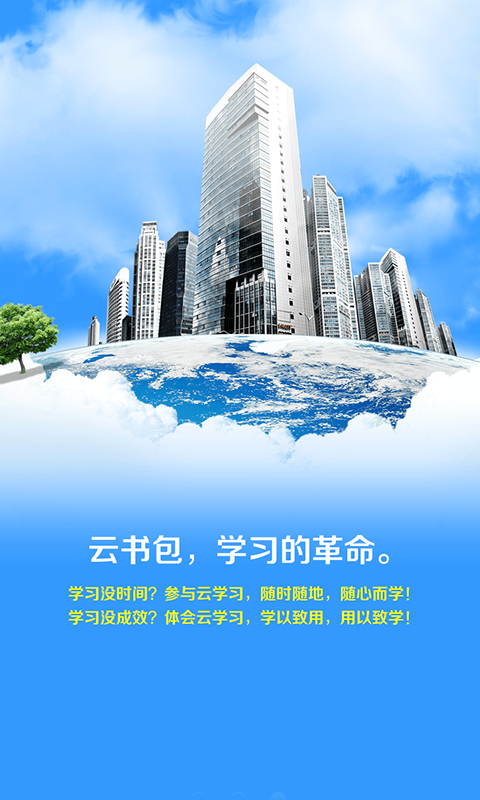 云书包，学习的革命。
学习没时间？参与云学习，随时随地，随心而学！
学习没成效？体会云学习，学以致用，用以致学！